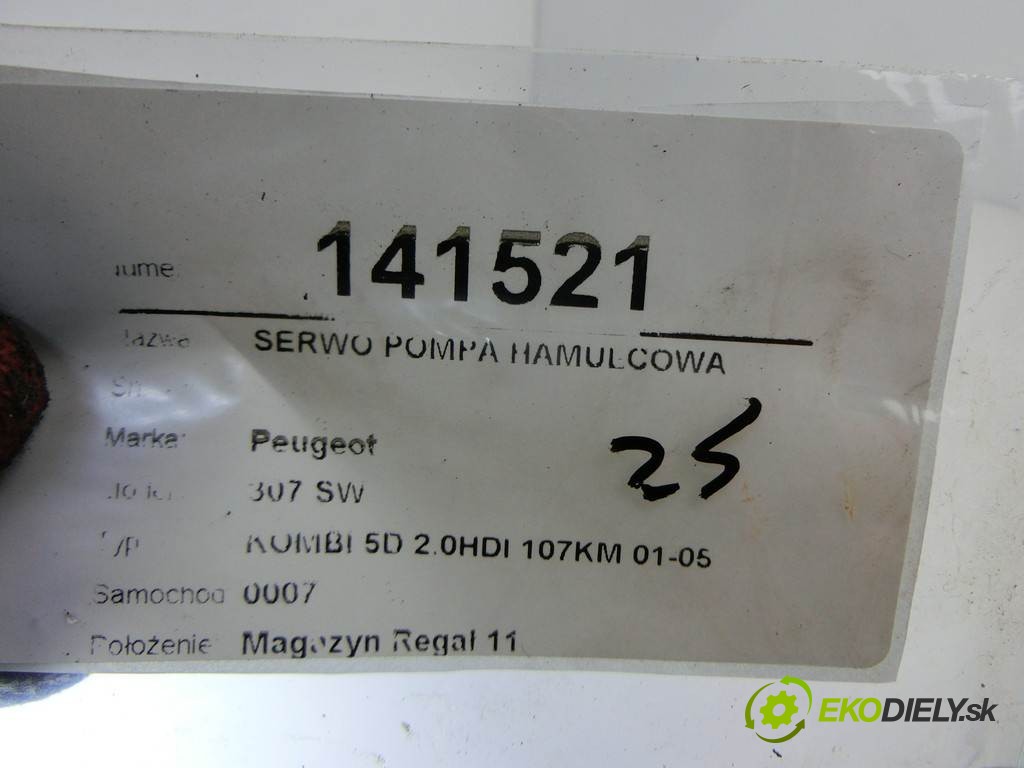 141521
SERWO POMPA HAMULCOWA
Marka: Peugeot
25
307 SW
KOMBI 5D 2.0HDI 107KM 01-05
Samochod 0007
Położenie Magazyn Regał 11
EKODIELY.sk